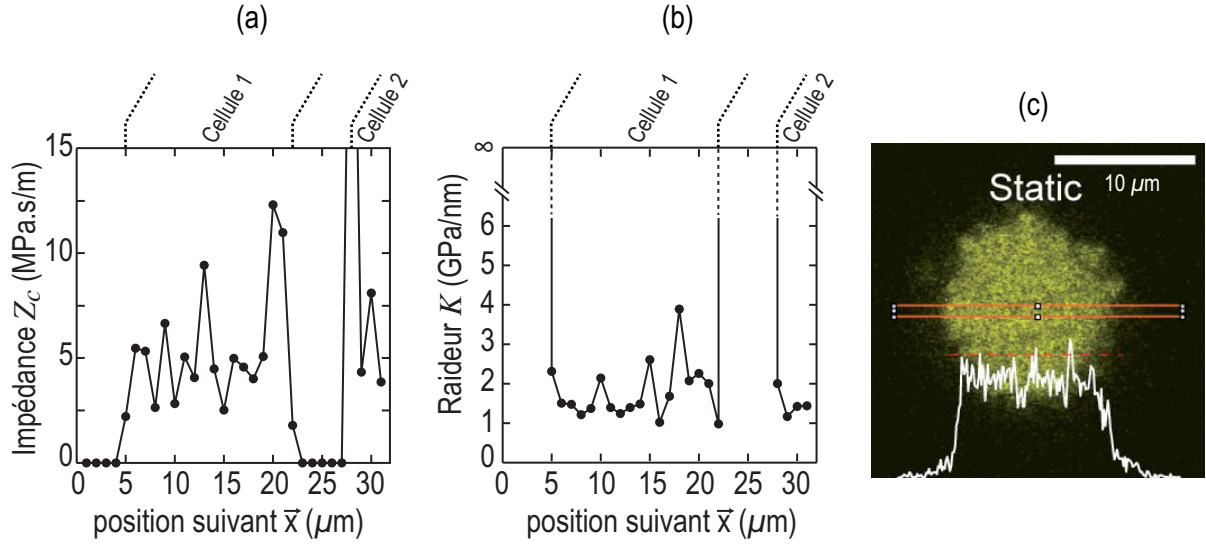 (a)
Cellule 1
Cellule 2
Impédance Z_c (MPa.s/m)
15
10
5
0
0 5 10 15 20 25 30
position suivant x⃗ (µm)
(b)
Cellule 1
Cellule 2
Raideur K (GPa/nm)
∞
6
5
4
3
2
1
0
0 5 10 15 20 25 30
position suivant x⃗ (µm)
(c)
Static
10 µm